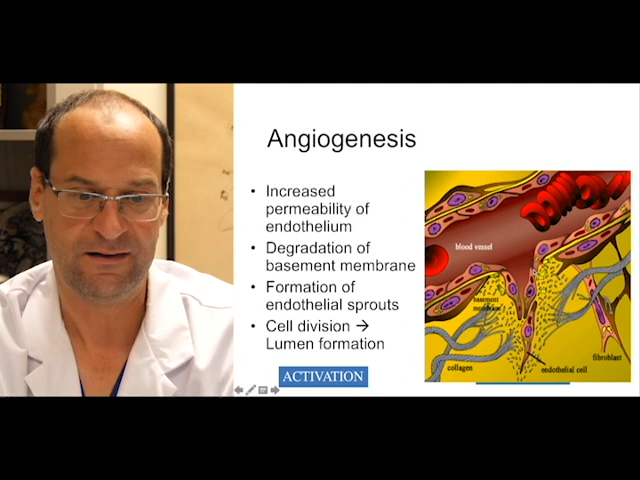 Angiogenesis
• Increased
permeability of
endothelium
• Degradation of
basement membrane
• Formation of
endothelial sprouts
• Cell division →
Lumen formation
ACTIVATION
blood vessel
basement
membrane
collagen
endothelial cell
fibroblast